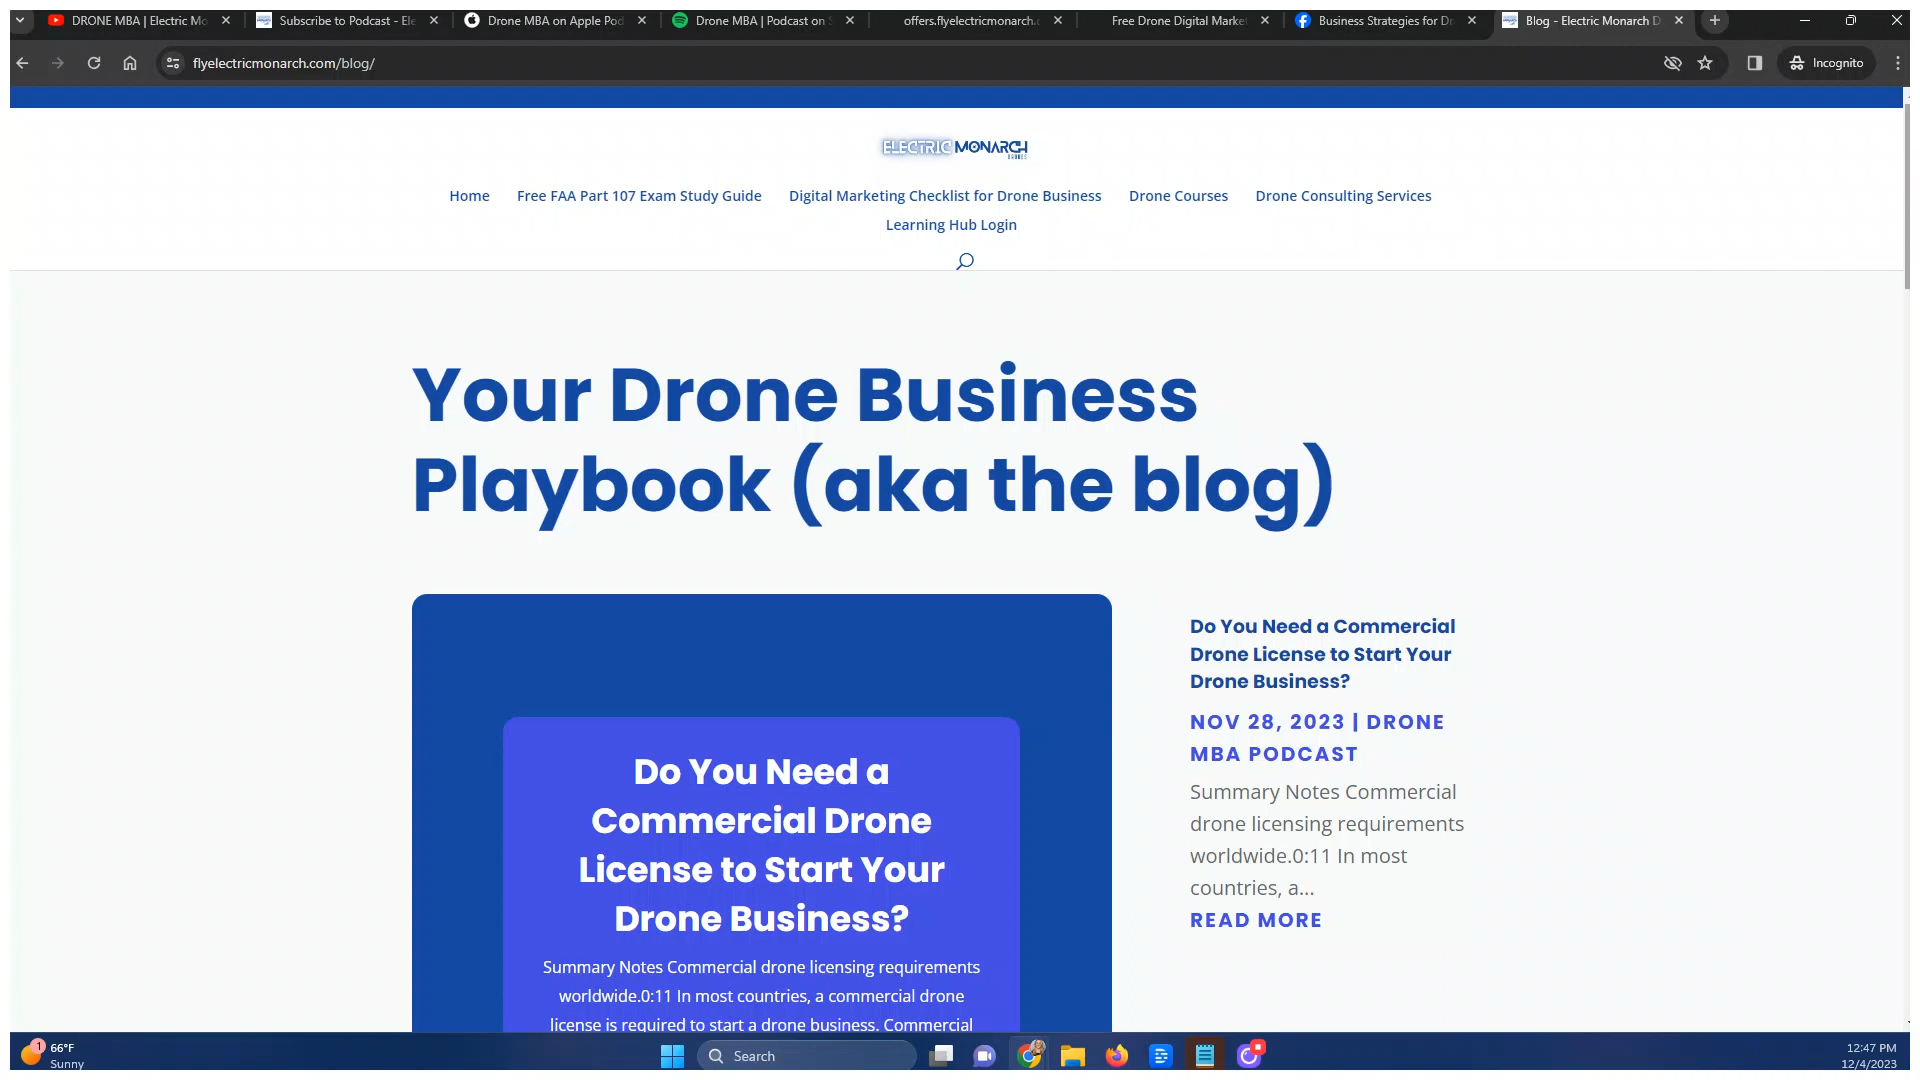 DRONE MBA | Electric Mo
Subscribe to Podcast - Ele
Drone MBA on Apple Pod
Drone MBA | Podcast on S
offers.flyelectricmonarch.c
Free Drone Digital Market
Business Strategies for Dr
Blog - Electric Monarch D
flyelectricmonarch.com/blog/
Incognito
ELECTRIC MONARCH
DRONES
Home Free FAA Part 107 Exam Study Guide Digital Marketing Checklist for Drone Business Drone Courses Drone Consulting Services
Learning Hub Login
Your Drone Business
Playbook (aka the blog)
Do You Need a
Commercial Drone
License to Start Your
Drone Business?
Summary Notes Commercial drone licensing requirements
worldwide.0:11 In most countries, a commercial drone
license is required to start a drone business. Commercial
Do You Need a Commercial
Drone License to Start Your
Drone Business?
NOV 28, 2023 | DRONE
MBA PODCAST
Summary Notes Commercial
drone licensing requirements
worldwide.0:11 In most
countries, a...
READ MORE
1
66°F
Sunny
Search
12:47 PM
12/4/2023